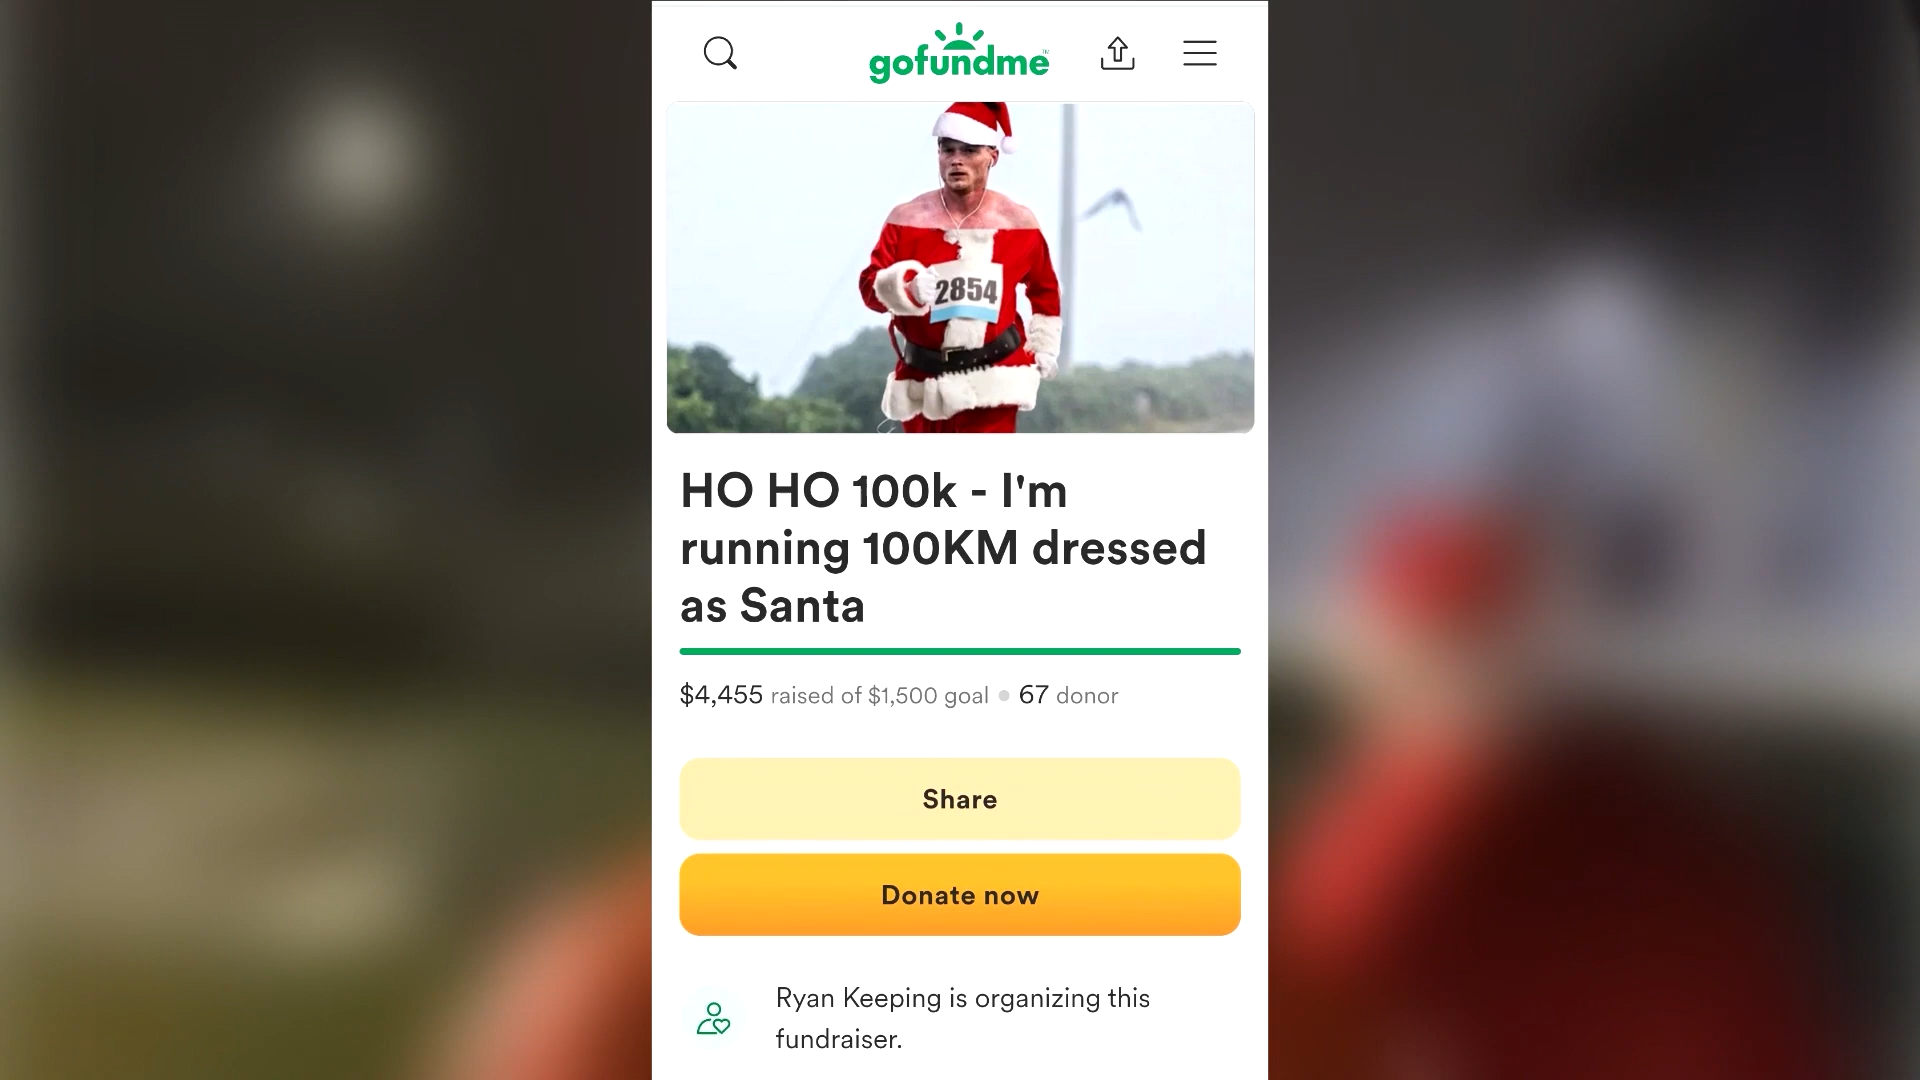 gofundme™
2854
HO HO 100k - I'm
running 100KM dressed
as Santa
$4,455 raised of $1,500 goal ● 67 donor
Share
Donate now
Ryan Keeping is organizing this
fundraiser.